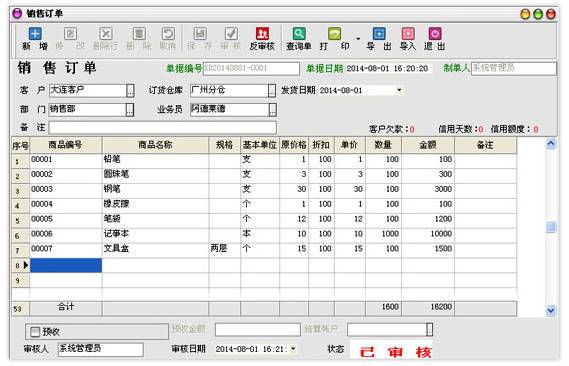 销售订单
新 增 修 改 删除行 删 除 取消 保 存 审 核 反审核 查询单 打 印 导 出 导入 退 出
销 售 订 单 单据编号 XD20140801-0001 单据日期 2014-08-01 16:20:20 制单人 系统管理员
客 户 大连客户 订货仓库 广州分仓 发货日期 2014-08-01
部 门 销售部 业务员 阿德莱德
备 注 客户欠款:0 信用天数:0 信用额度:0
序号 商品编号 商品名称 规格 基本单位 原价格 折扣 单价 数量 金额 备注
1 00001 铅笔 支 1 100 1 100 100
2 00002 圆珠笔 支 3 100 3 100 300
3 00003 钢笔 支 30 100 30 100 3000
4 00004 橡皮擦 个 1 100 1 100 100
5 00005 笔袋 个 12 100 12 100 1200
6 00006 记事本 本 10 100 10 1000 10000
7 00007 文具盒 两层 个 15 100 15 100 1500
8
9
53 合计 1600 16200
预收 预收金额 结算帐户
审核人 系统管理员 审核日期 2014-08-01 16:21: 状态 已 审 核